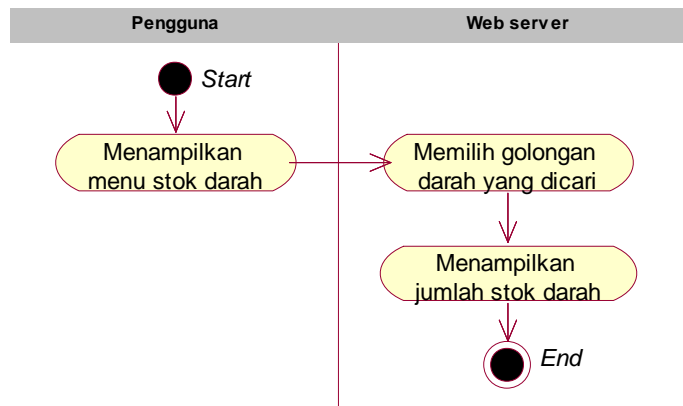 Pengguna
Web server
Start
Menampilkan
menu stok darah
Memilih golongan
darah yang dicari
Menampilkan
jumlah stok darah
End